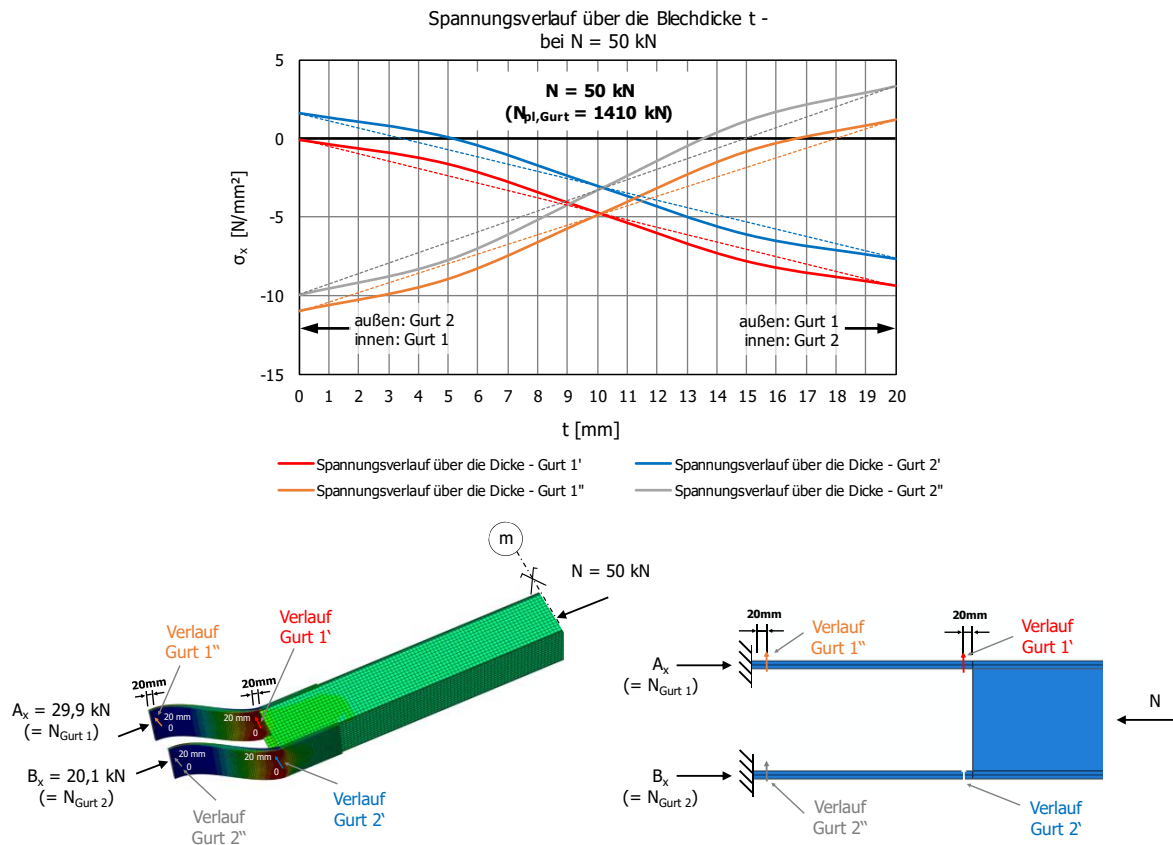 Spannungsverlauf über die Blechdicke t -
bei N = 50 kN
N = 50 kN
(Npl,Gurt = 1410 kN)
5
0
-5
-10
-15
σx [N/mm²]
außen: Gurt 2
innen: Gurt 1
außen: Gurt 1
innen: Gurt 2
0 1 2 3 4 5 6 7 8 9 10 11 12 13 14 15 16 17 18 19 20
t [mm]
Spannungsverlauf über die Dicke - Gurt 1'
Spannungsverlauf über die Dicke - Gurt 2'
Spannungsverlauf über die Dicke - Gurt 1"
Spannungsverlauf über die Dicke - Gurt 2"
m
N = 50 kN
Verlauf
Gurt 1‘
Verlauf
Gurt 1‘‘
20mm
20mm
Ax = 29,9 kN
(= NGurt 1)
20 mm
0
20 mm
0
Bx = 20,1 kN
(= NGurt 2)
20 mm
0
20 mm
0
Verlauf
Gurt 2‘‘
Verlauf
Gurt 2‘
20mm
20mm
Verlauf
Gurt 1‘‘
Verlauf
Gurt 1‘
Ax
(= NGurt 1)
N
Bx
(= NGurt 2)
Verlauf
Gurt 2‘‘
Verlauf
Gurt 2‘